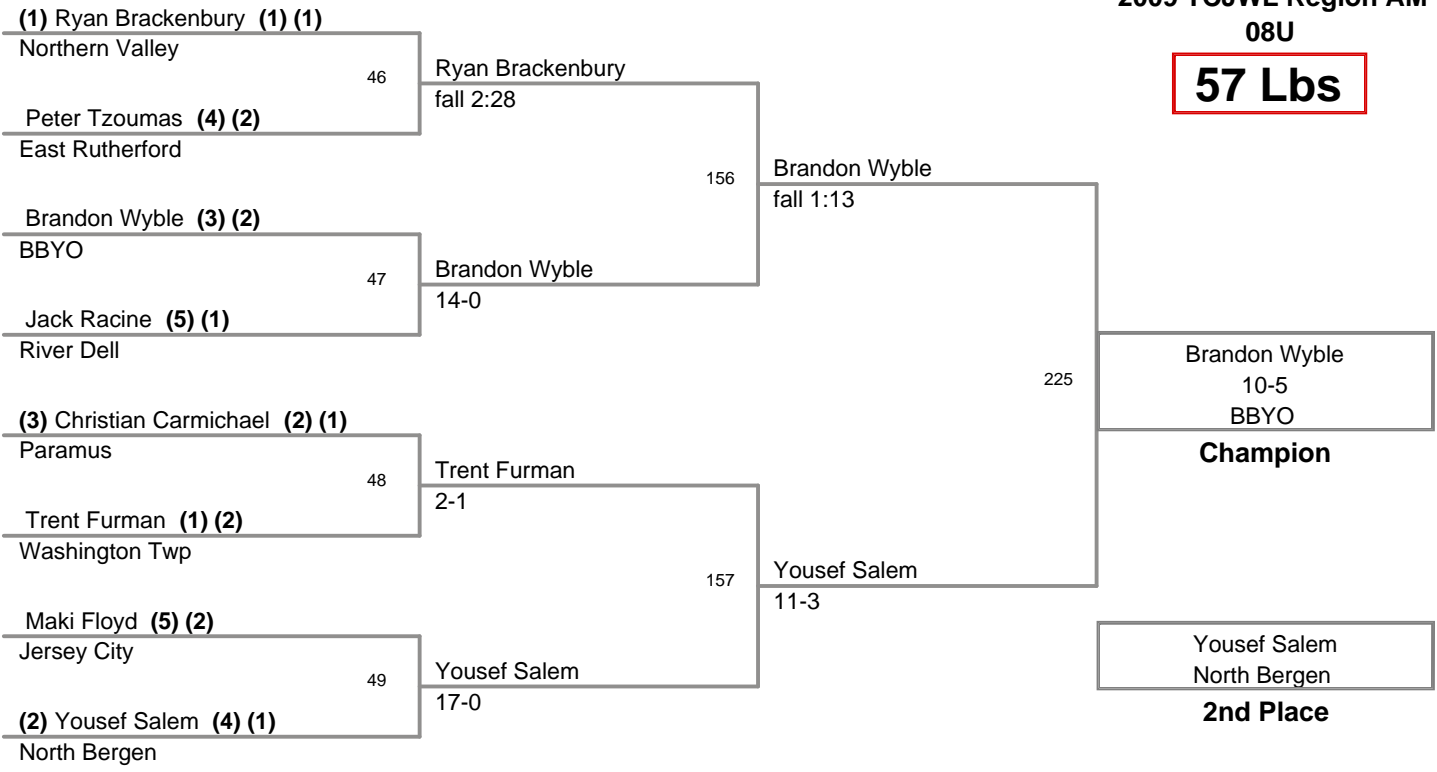 2009 TCJWL Region AM
08U
57 Lbs
(1) Ryan Brackenbury (1) (1)
Northern Valley
46
Peter Tzoumas (4) (2)
East Rutherford
Brandon Wyble (3) (2)
BBYO
47
Jack Racine (5) (1)
River Dell
(3) Christian Carmichael (2) (1)
Paramus
48
Trent Furman (1) (2)
Washington Twp
Maki Floyd (5) (2)
Jersey City
49
(2) Yousef Salem (4) (1)
North Bergen
Ryan Brackenbury
fall 2:28
156
Brandon Wyble
14-0
Trent Furman
2-1
157
Yousef Salem
17-0
Brandon Wyble
fall 1:13
225
Yousef Salem
11-3
Brandon Wyble
10-5
BBYO
Champion
Yousef Salem
North Bergen
2nd Place